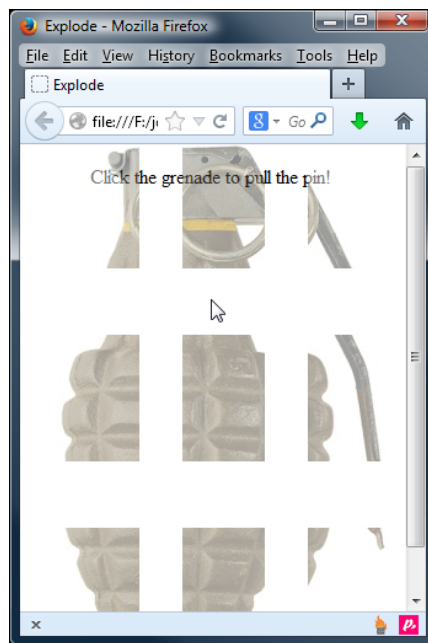 Explode - Mozilla Firefox
File Edit View History Bookmarks Tools Help
Explode
file:///F:/j
Go
Click the grenade to pull the pin!